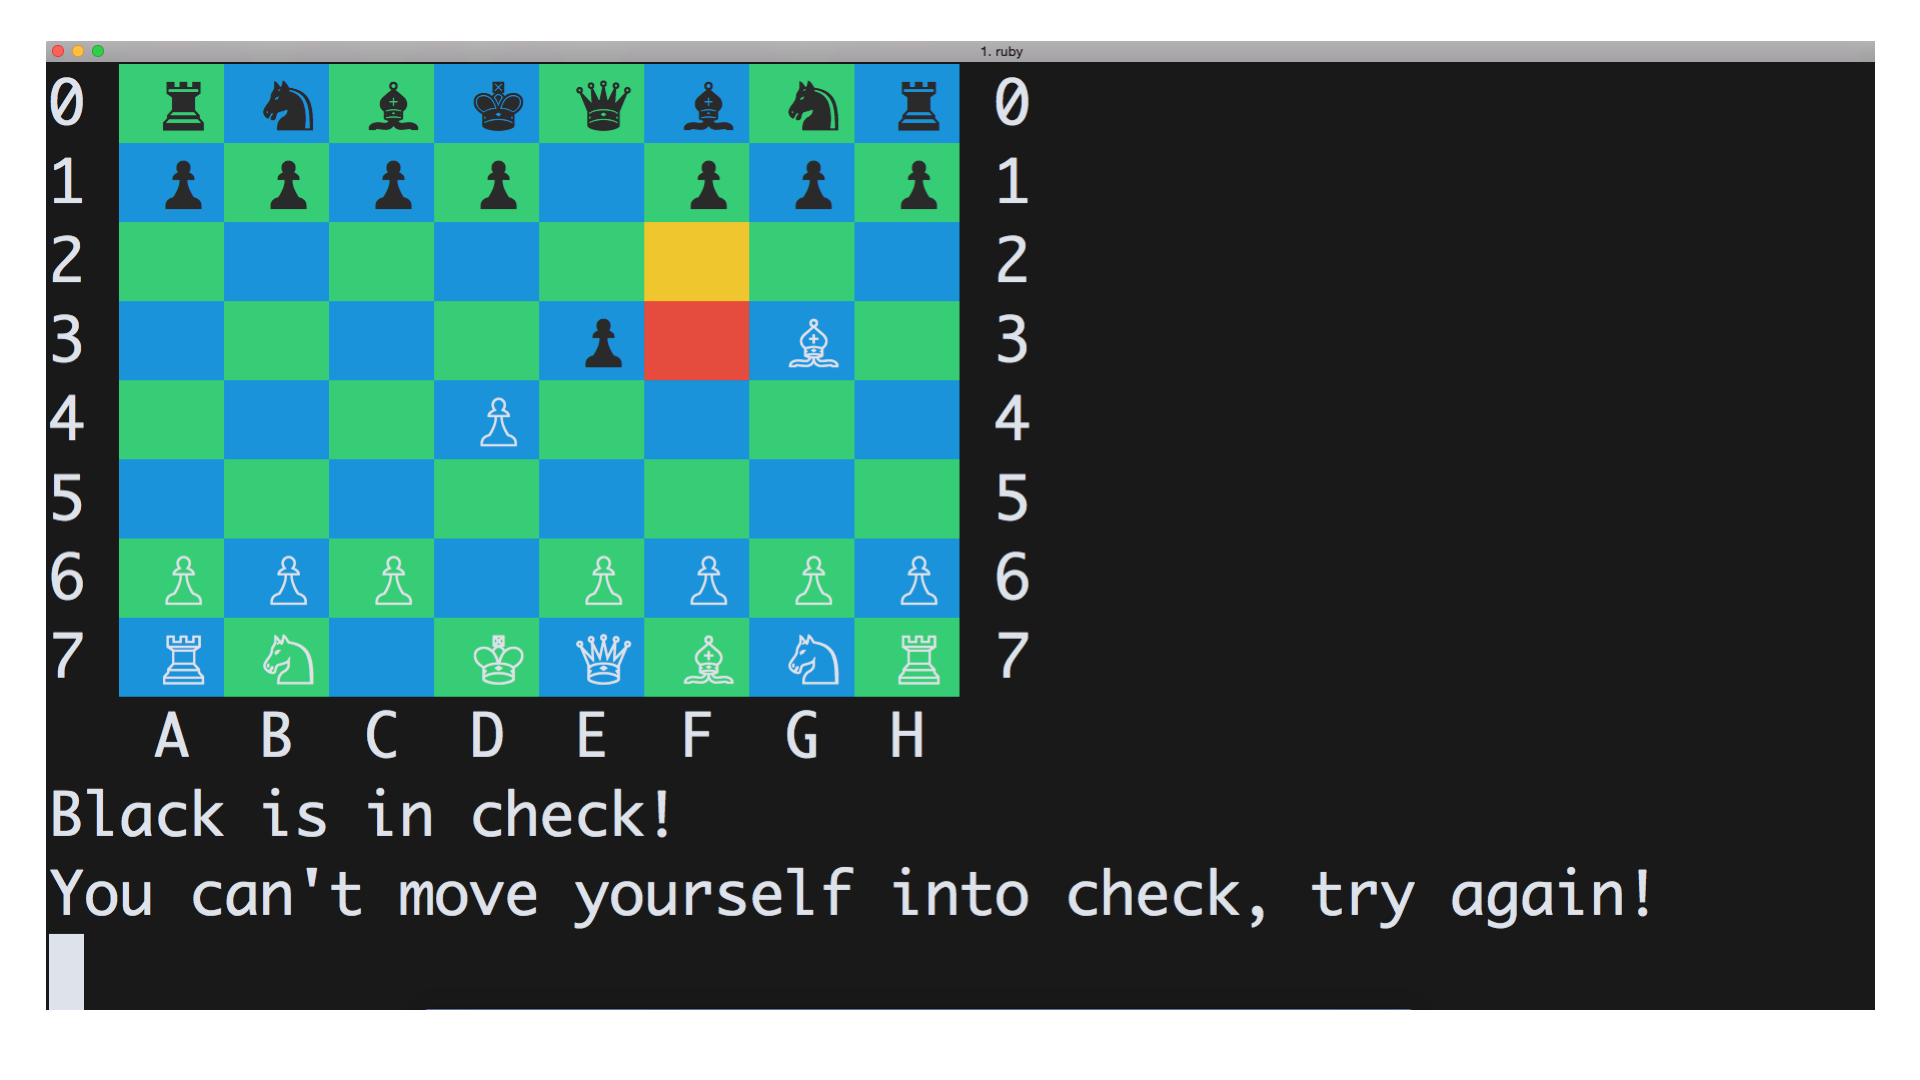 1. ruby
0 0
1 1
2 2
3 3
4 4
5 5
6 6
7 7
A B C D E F G H
Black is in check!
You can't move yourself into check, try again!